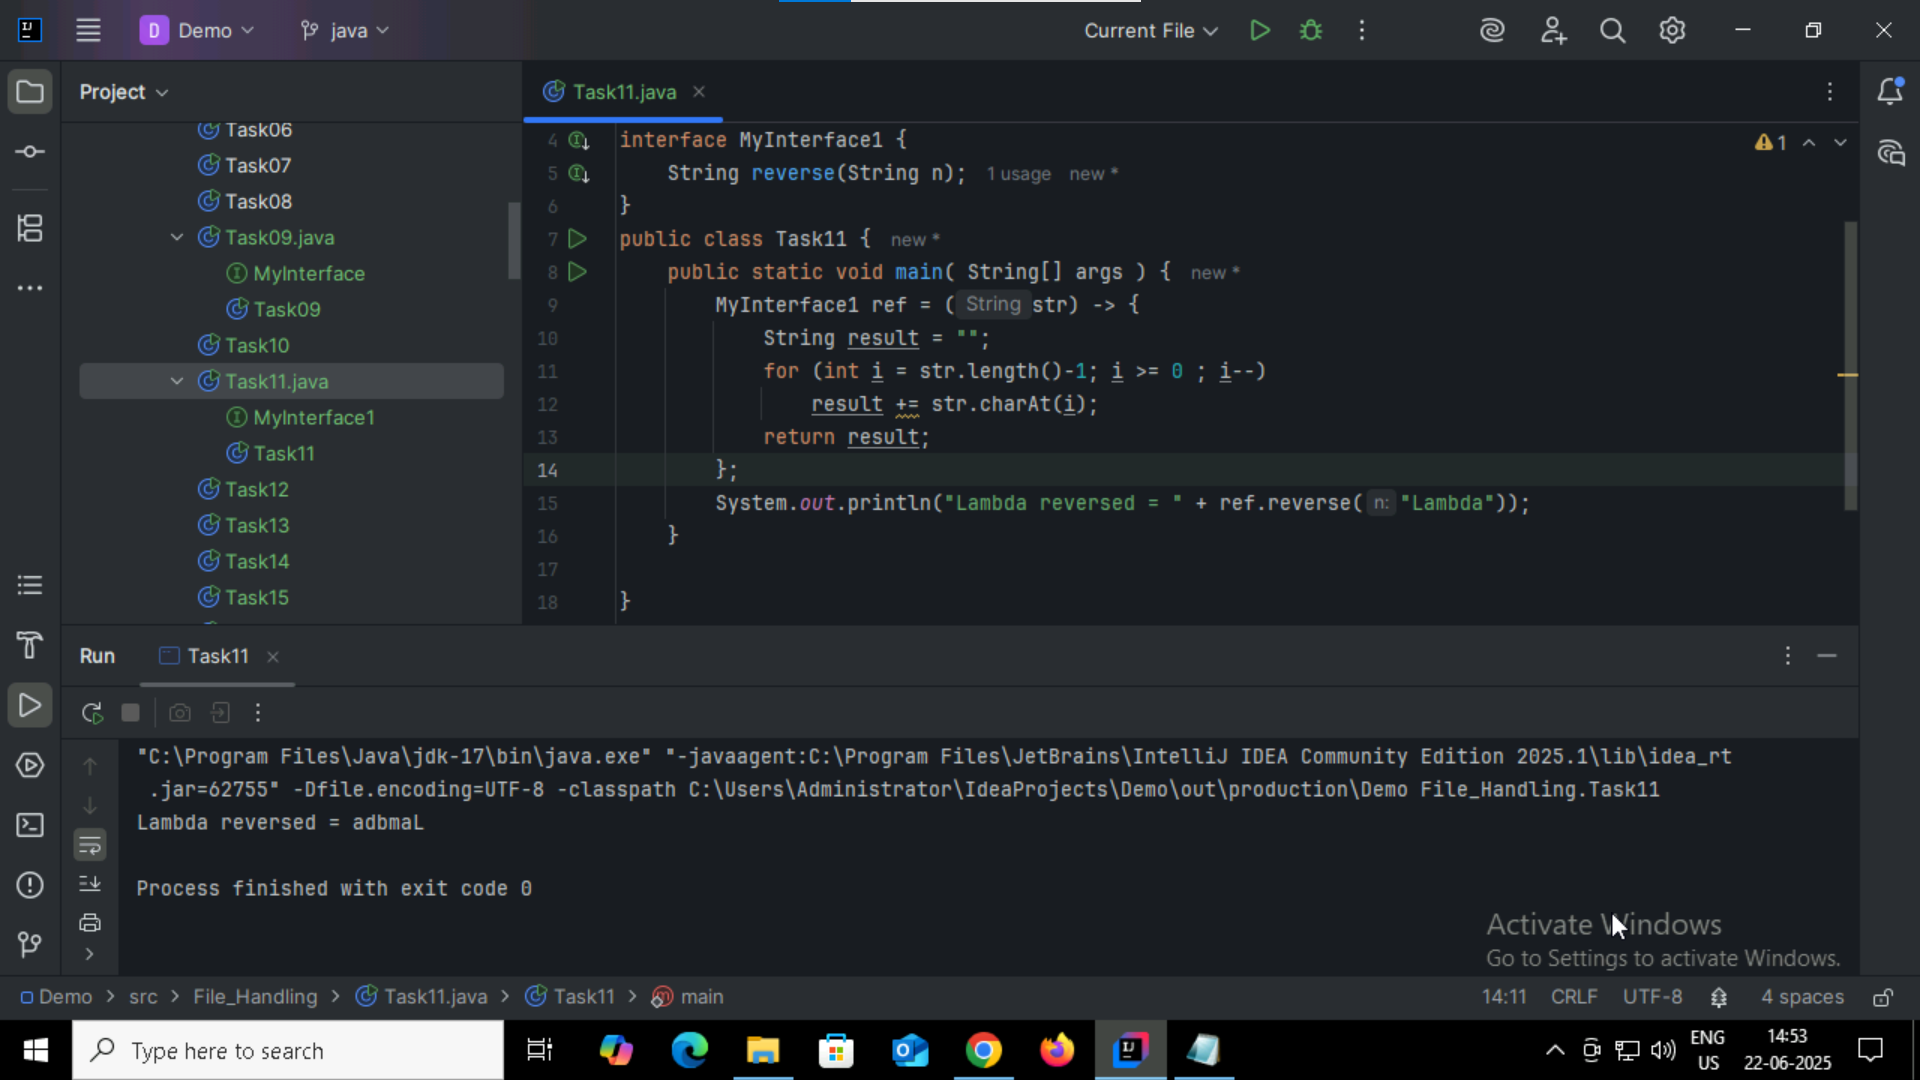 D Demo java Current File
Project
Task06
Task07
Task08
Task09.java
MyInterface
Task09
Task10
Task11.java
MyInterface1
Task11
Task12
Task13
Task14
Task15
Task11.java
1
4 interface MyInterface1 {
5 String reverse(String n); 1 usage new *
6 }
7 public class Task11 { new *
8 public static void main( String[] args ) { new *
9 MyInterface1 ref = ( String str) -> {
10 String result = "";
11 for (int i = str.length()-1; i >= 0 ; i--)
12 result += str.charAt(i);
13 return result;
14 };
15 System.out.println("Lambda reversed = " + ref.reverse( n: "Lambda"));
16 }
17
18 }
Run Task11
"C:\Program Files\Java\jdk-17\bin\java.exe" "-javaagent:C:\Program Files\JetBrains\IntelliJ IDEA Community Edition 2025.1\lib\idea_rt
.jar=62755" -Dfile.encoding=UTF-8 -classpath C:\Users\Administrator\IdeaProjects\Demo\out\production\Demo File_Handling.Task11
Lambda reversed = adbmaL
Process finished with exit code 0
Activate Windows
Go to Settings to activate Windows.
Demo > src > File_Handling > Task11.java > Task11 > main
14:11 CRLF UTF-8 4 spaces
Type here to search
ENG
US
14:53
22-06-2025